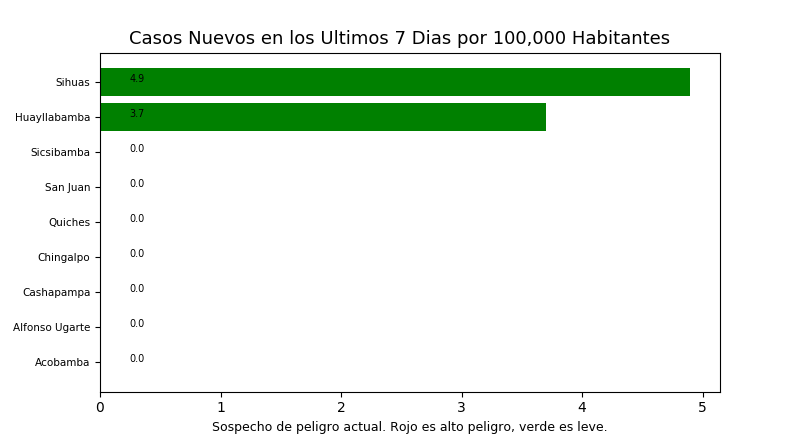 Casos Nuevos en los Ultimos 7 Dias por 100,000 Habitantes
Sihuas 4.9
Huayllabamba 3.7
Sicsibamba 0.0
San Juan 0.0
Quiches 0.0
Chingalpo 0.0
Cashapampa 0.0
Alfonso Ugarte 0.0
Acobamba 0.0
0 1 2 3 4 5
Sospecho de peligro actual. Rojo es alto peligro, verde es leve.